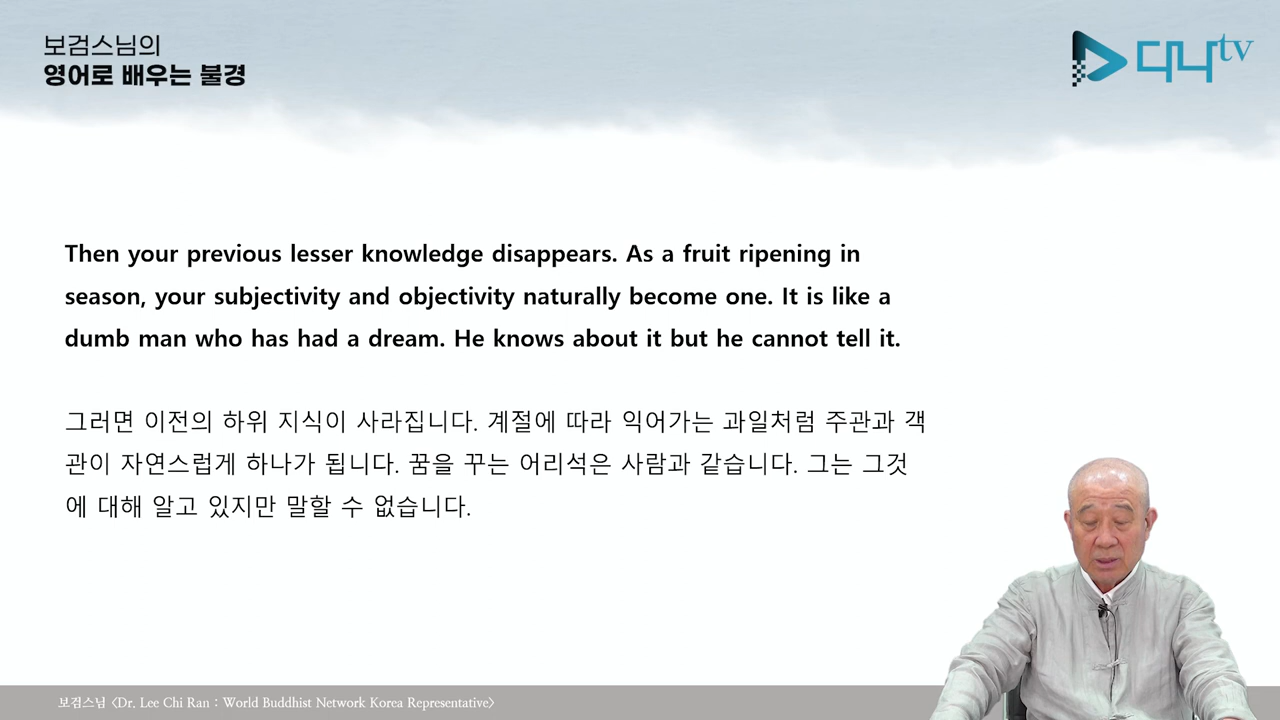 보검스님의
영어로 배우는 불경
다나tv
Then your previous lesser knowledge disappears. As a fruit ripening in
season, your subjectivity and objectivity naturally become one. It is like a
dumb man who has had a dream. He knows about it but he cannot tell it.
그러면 이전의 하위 지식이 사라집니다. 계절에 따라 익어가는 과일처럼 주관과 객
관이 자연스럽게 하나가 됩니다. 꿈을 꾸는 어리석은 사람과 같습니다. 그는 그것
에 대해 알고 있지만 말할 수 없습니다.
보검스님 <Dr. Lee Chi Ran : World Buddhist Network Korea Representative>